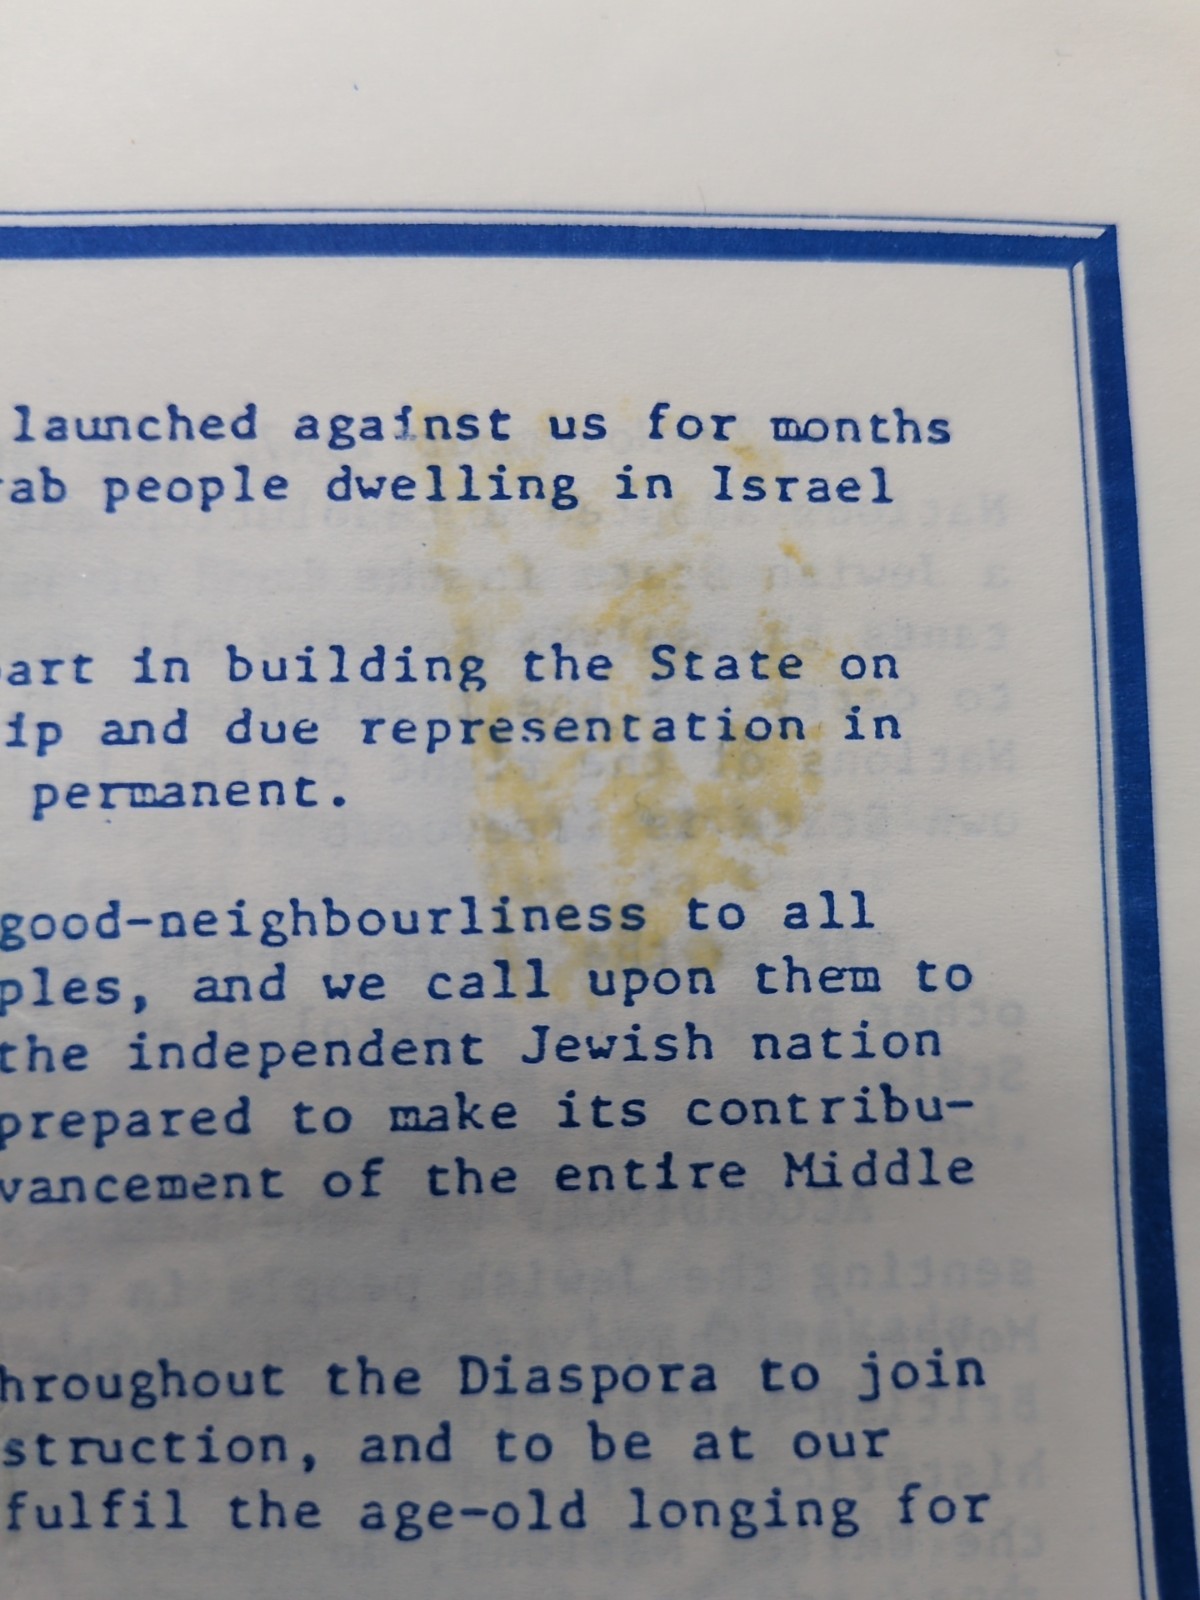 launched against us for months
ab people dwelling in Israel
art in building the State on
ip and due representation in
permanent.
good-neighbourliness to all
ples, and we call upon them to
the independent Jewish nation
prepared to make its contribu-
vancement of the entire Middle
hroughout the Diaspora to join
struction, and to be at our
fulfil the age-old longing for